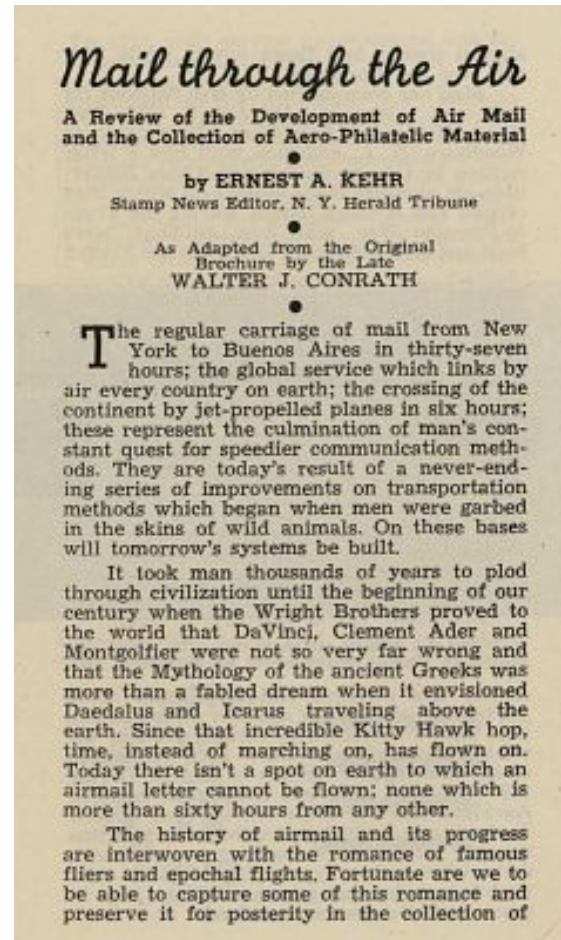 Mail through the Air
A Review of the Development of Air Mail
and the Collection of Aero-Philatelic Material
•
by ERNEST A. KEHR
Stamp News Editor, N. Y. Herald Tribune
•
As Adapted from the Original
Brochure by the Late
WALTER J. CONRATH
•
The regular carriage of mail from New
York to Buenos Aires in thirty-seven
hours; the global service which links by
air every country on earth; the crossing of the
continent by jet-propelled planes in six hours;
these represent the culmination of man's con-
stant quest for speedier communication meth-
ods. They are today's result of a never-end-
ing series of improvements on transportation
methods which began when men were garbed
in the skins of wild animals. On these bases
will tomorrow's systems be built.
It took man thousands of years to plod
through civilization until the beginning of our
century when the Wright Brothers proved to
the world that DaVinci, Clement Ader and
Montgolfier were not so very far wrong and
that the Mythology of the ancient Greeks was
more than a fabled dream when it envisioned
Daedalus and Icarus traveling above the
earth. Since that incredible Kitty Hawk hop,
time, instead of marching on, has flown on.
Today there isn't a spot on earth to which an
airmail letter cannot be flown; none which is
more than sixty hours from any other.
The history of airmail and its progress
are interwoven with the romance of famous
fliers and epochal flights. Fortunate are we to
be able to capture some of this romance and
preserve it for posterity in the collection of